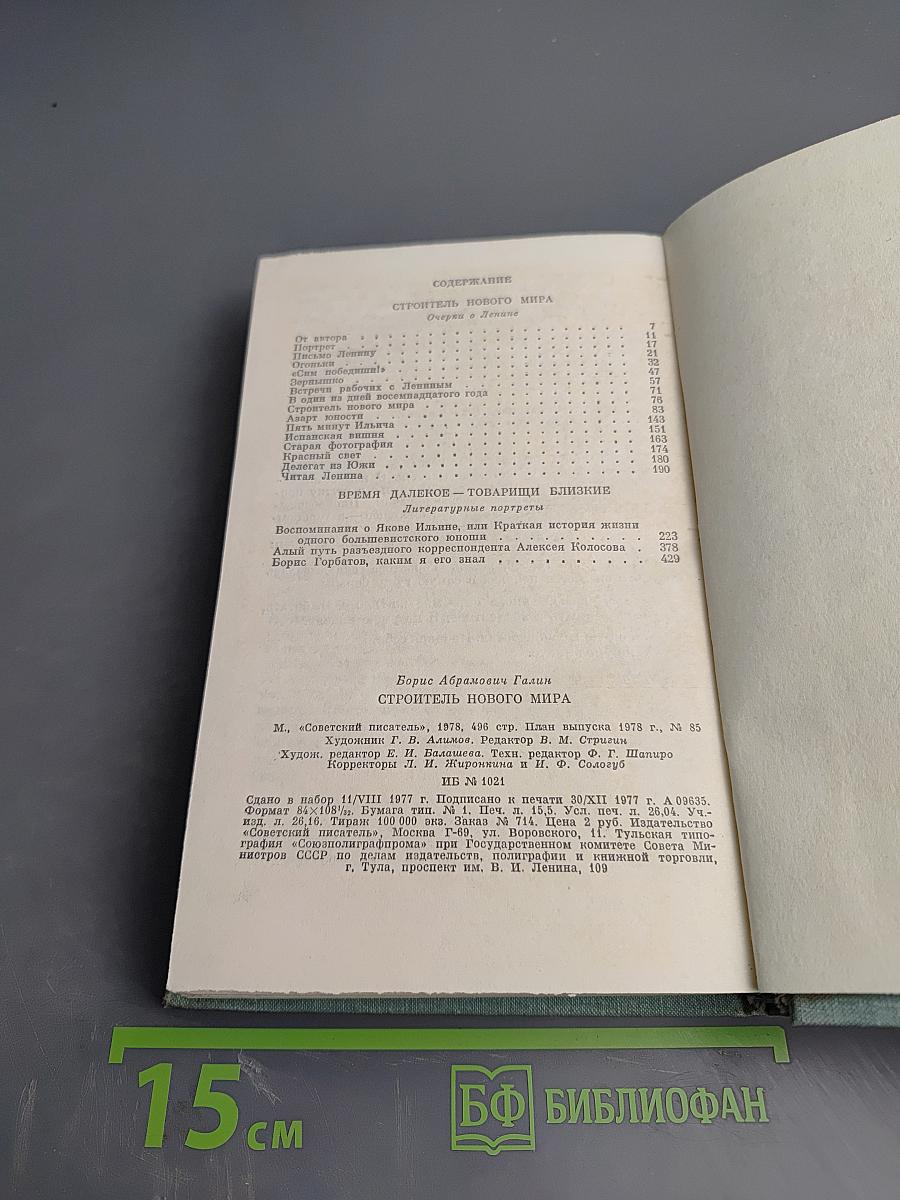 СОДЕРЖАНИЕ
СТРОИТЕЛЬ НОВОГО МИРА
Очерки о Ленине
От автора . . . . . . . . . . 7
Портрет . . . . . . . . . . 11
Письмо Ленину . . . . . . . . . . 17
Огоньки . . . . . . . . . . 21
«Сим победиши!» . . . . . . . . . . 32
Зернышко . . . . . . . . . . 47
Встречи рабочих с Лениным . . . . . . . . . . 57
В один из дней восемнадцатого года . . . . . . . . . . 71
Строитель нового мира . . . . . . . . . . 76
Азарт юности . . . . . . . . . . 83
Пять минут Ильича . . . . . . . . . . 143
Испанская вишня . . . . . . . . . . 151
Старая фотография . . . . . . . . . . 163
Красный свет . . . . . . . . . . 174
Делегат из Южи . . . . . . . . . . 180
Читая Ленина . . . . . . . . . . 190
ВРЕМЯ ДАЛЕКОЕ — ТОВАРИЩИ БЛИЗКИЕ
Литературные портреты
Воспоминания о Якове Ильине, или Краткая история жизни
одного большевистского юноши . . . . . . . . . . 223
Алый путь разъездного корреспондента Алексея Колосова . 378
Борис Горбатов, каким я его знал . . . . . . . . . . 429
Борис Абрамович Галин
СТРОИТЕЛЬ НОВОГО МИРА
М., «Советский писатель», 1978, 496 стр. План выпуска 1978 г., № 85
Художник Г. В. Алимов. Редактор В. М. Стригин
Худож. редактор Е. И. Балашева. Техн. редактор Ф. Г. Шапиро
Корректоры Л. И. Жиронкина и И. Ф. Сологуб
ИБ № 1021
Сдано в набор 11/VIII 1977 г. Подписано к печати 30/XII 1977 г. А 09635.
Формат 84×108¹/₃₂. Бумага тип. № 1. Печ. л. 15,5. Усл. печ. л. 26,04. Уч.-
изд. л. 26,16. Тираж 100 000 экз. Заказ № 714. Цена 2 руб. Издательство
«Советский писатель», Москва Г-69, ул. Воровского, 11. Тульская типо-
графия «Союзполиграфпрома» при Государственном комитете Совета Ми-
нистров СССР по делам издательств, полиграфии и книжной торговли,
г. Тула, проспект им. В. И. Ленина, 109
15 см
БФ БИБЛИОФАН